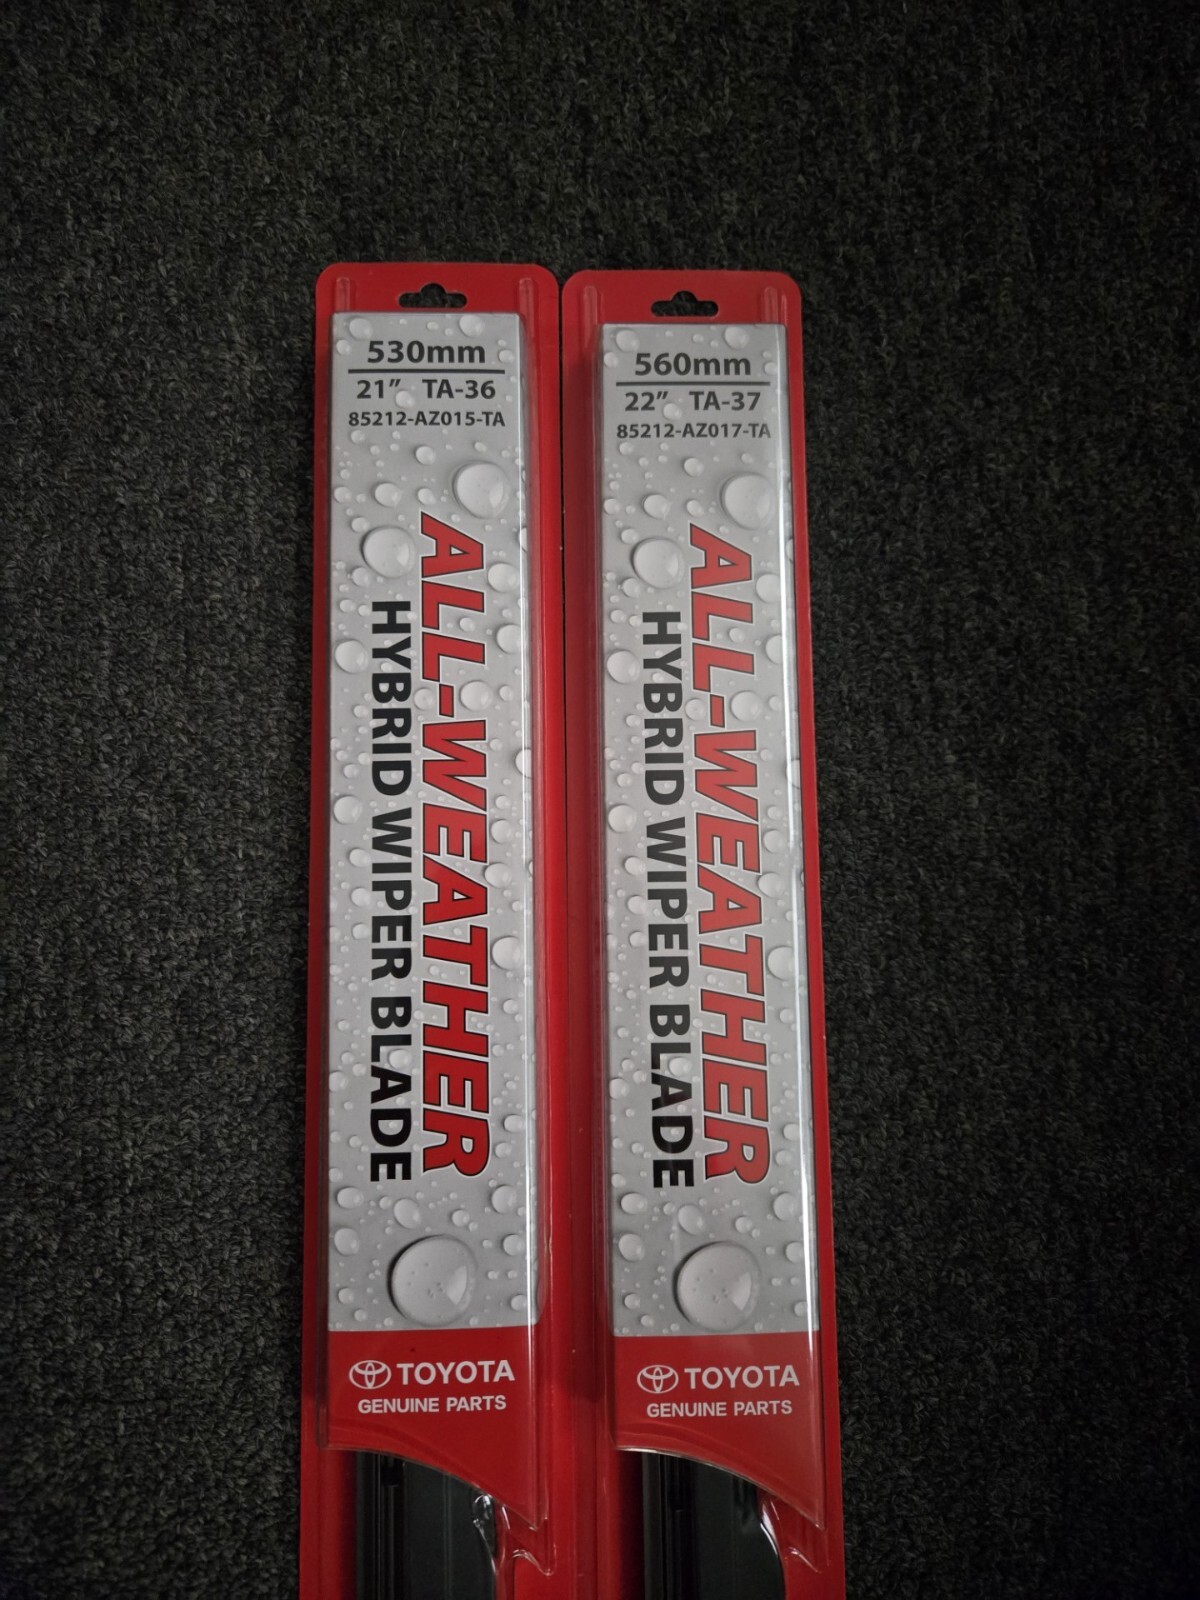 530mm
21” TA-36
85212-AZ015-TA
ALL-WEATHER
HYBRID WIPER BLADE
TOYOTA
GENUINE PARTS
560mm
22” TA-37
85212-AZ017-TA
ALL-WEATHER
HYBRID WIPER BLADE
TOYOTA
GENUINE PARTS